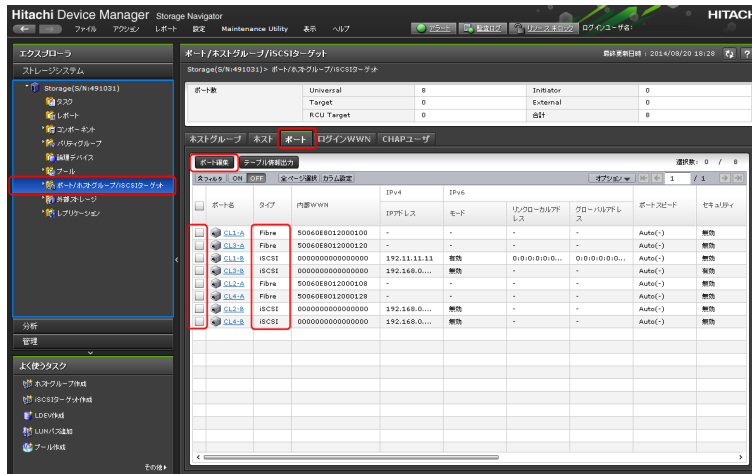 Hitachi Device Manager Storage Navigator
HITACHI
ファイル アクション レポート 設定 Maintenance Utility 表示 ヘルプ
アラート 監査ログ リソースロック ログインユーザ名:
エクスプローラ
ストレージシステム
Storage(S/N:491031)
タスク
レポート
コンポーネント
パリティグループ
論理デバイス
プール
ポート/ホストグループ/iSCSIターゲット
外部ストレージ
レプリケーション
分析
管理
よく使うタスク
ホストグループ作成
iSCSIターゲット作成
LDEV作成
LUNパス追加
プール作成
その他
ポート/ホストグループ/iSCSIターゲット
最終更新日時 : 2014/08/20 18:28
Storage(S/N:491031)> ポート/ホストグループ/iSCSIターゲット
ポート数 Universal 8 Initiator 0
Target 0 External 0
RCU Target 0 合計 8
ホストグループ ホスト ポート ログインWWN CHAPユーザ
ポート編集 テーブル情報出力 選択数: 0 / 8
フィルタ ON OFF 全ページ選択 カラム設定 オプション 1 / 1
ポート名 タイプ 内部WWN IPv4 IPv6 ポートスピード セキュリティ
IPアドレス モード リンクローカルアドレス グローバルアドレス
CL1-A Fibre 50060E8012000100 - - - - Auto(-) 無効
CL3-A Fibre 50060E8012000120 - - - - Auto(-) 無効
CL1-B iSCSI 0000000000000000 192.11.11.11 有効 0:0:0:0:0:0... 0:0:0:0:0:0... Auto(-) 無効
CL3-B iSCSI 0000000000000000 192.168.0.... 無効 - - Auto(-) 有効
CL2-A Fibre 50060E8012000108 - - - - Auto(-) 無効
CL4-A Fibre 50060E8012000128 - - - - Auto(-) 無効
CL2-B iSCSI 0000000000000000 192.168.0.... 無効 - - Auto(-) 無効
CL4-B iSCSI 0000000000000000 192.168.0.... 無効 - - Auto(-) 無効